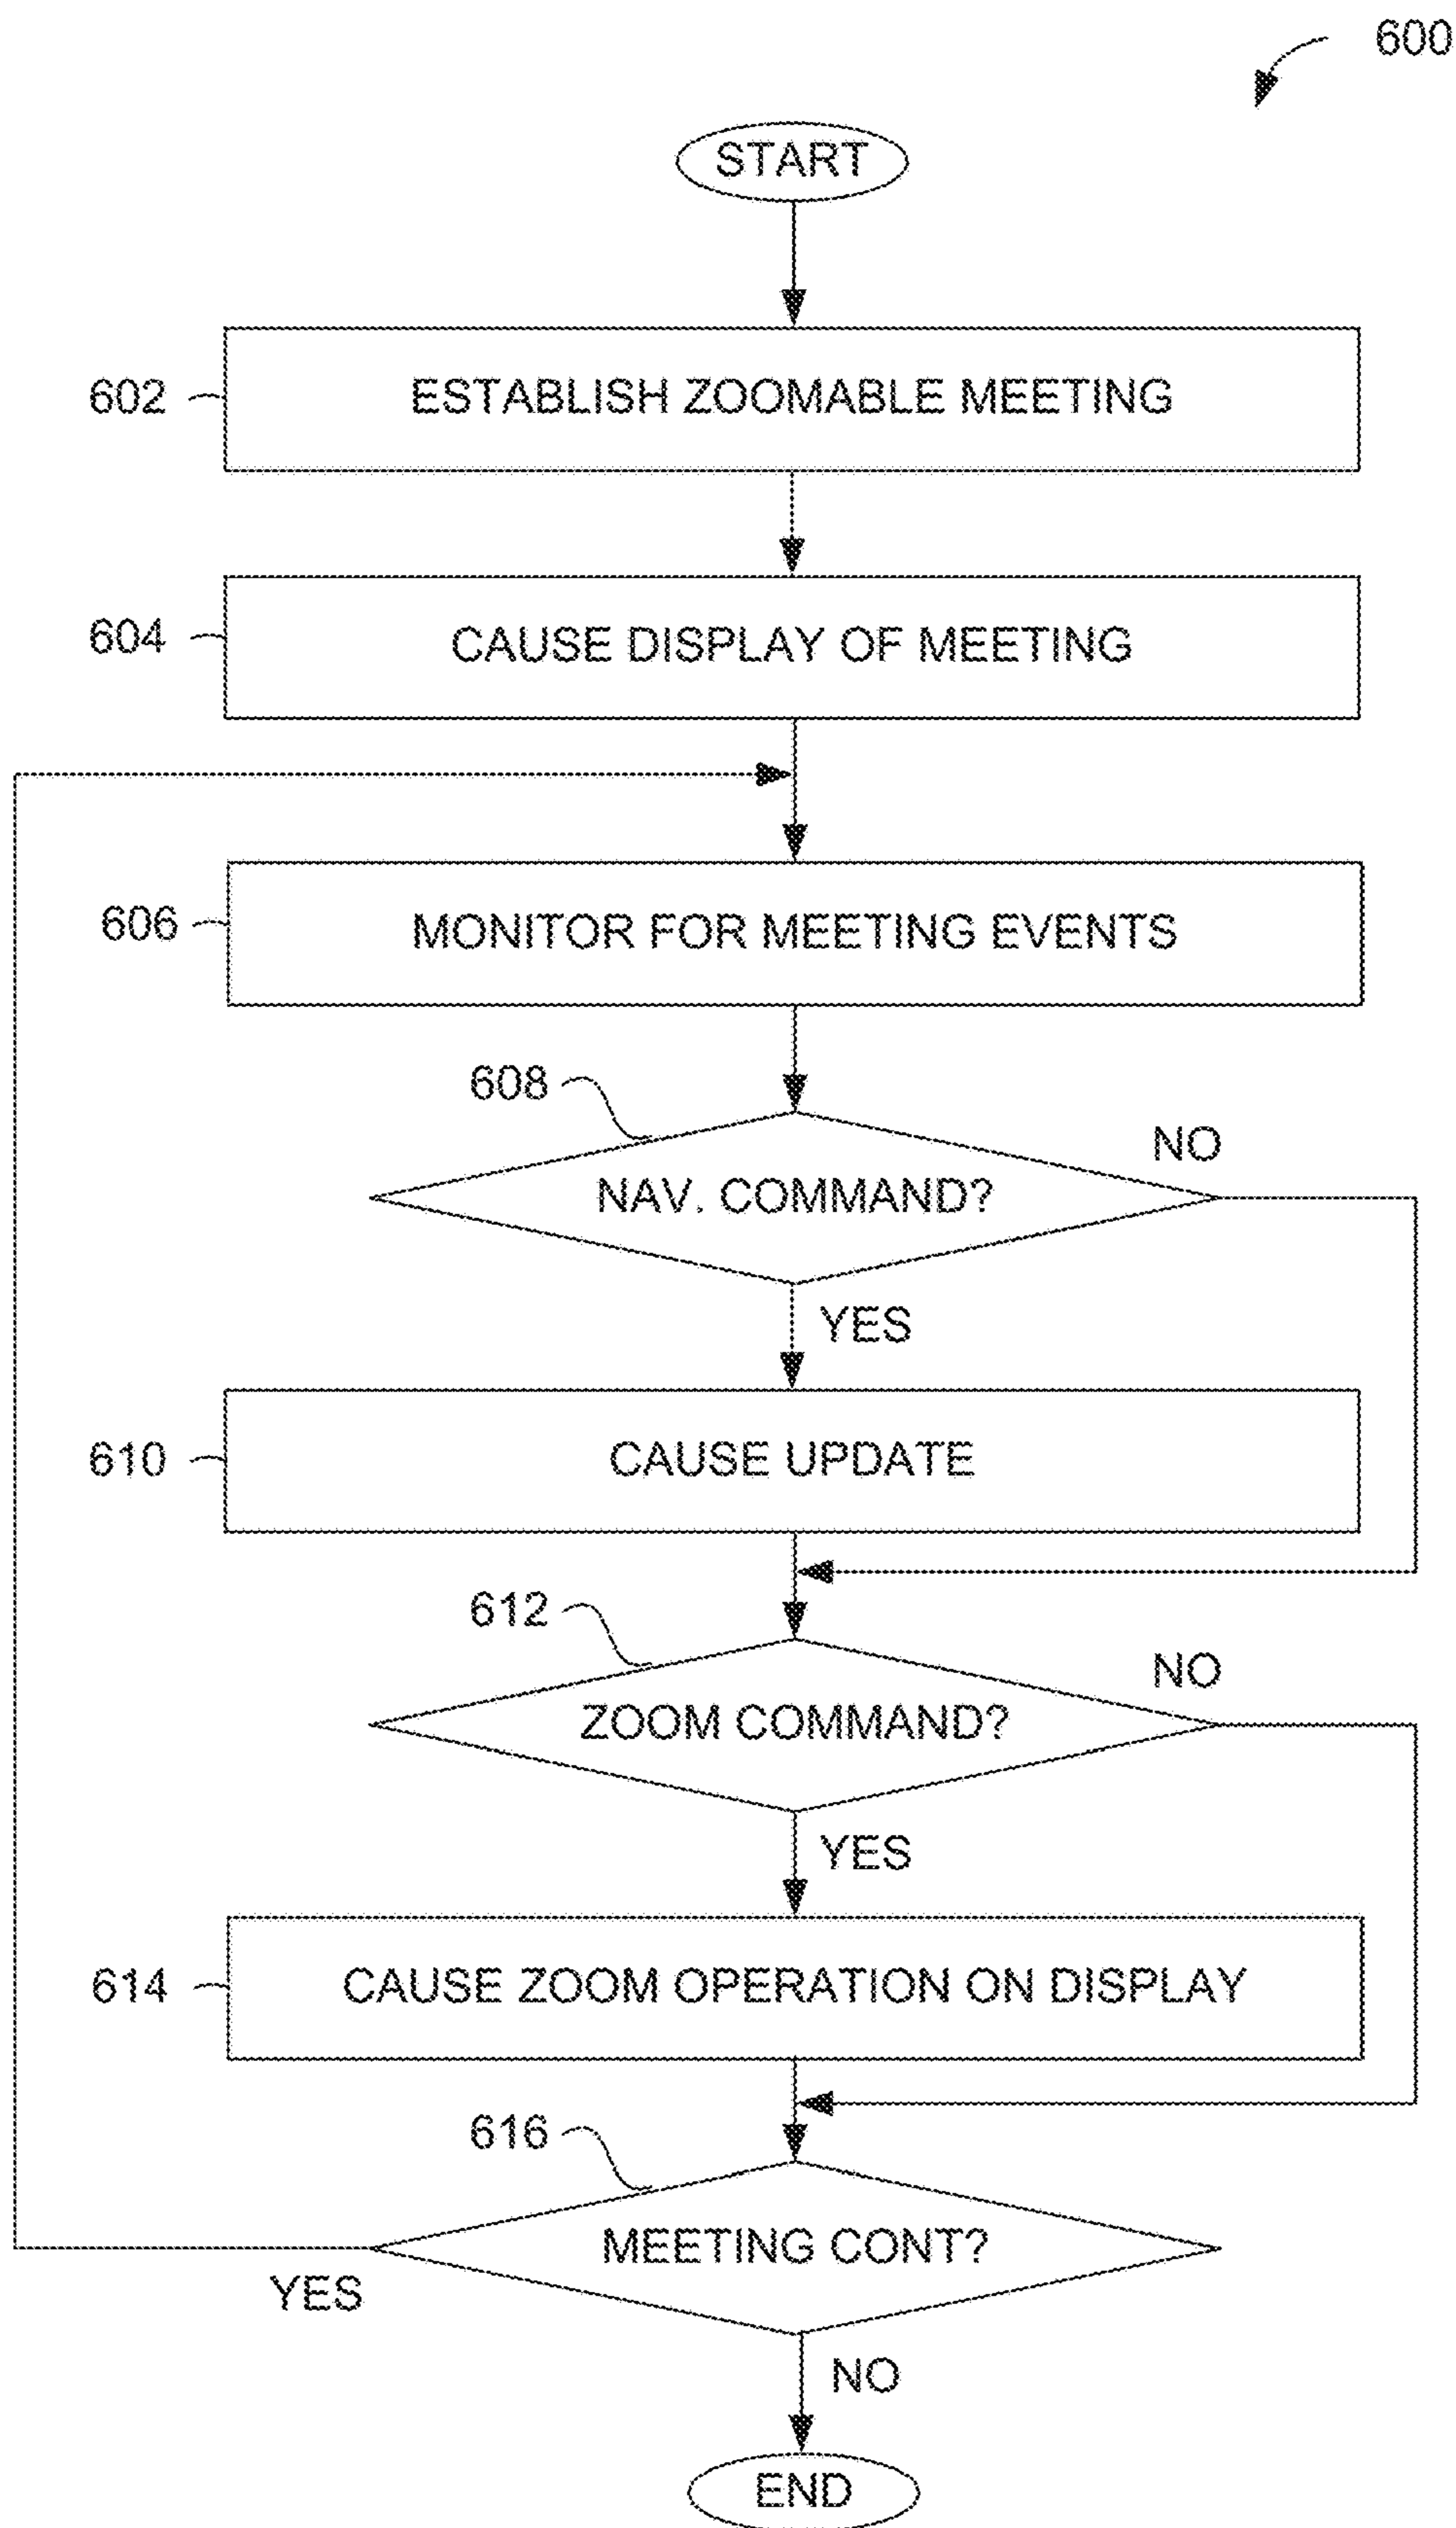 600
START
602
ESTABLISH ZOOMABLE MEETING
604
CAUSE DISPLAY OF MEETING
606
MONITOR FOR MEETING EVENTS
608
NO
NAV. COMMAND?
YES
610
CAUSE UPDATE
612
NO
ZOOM COMMAND?
YES
614
CAUSE ZOOM OPERATION ON DISPLAY
616
MEETING CONT?
YES
NO
END